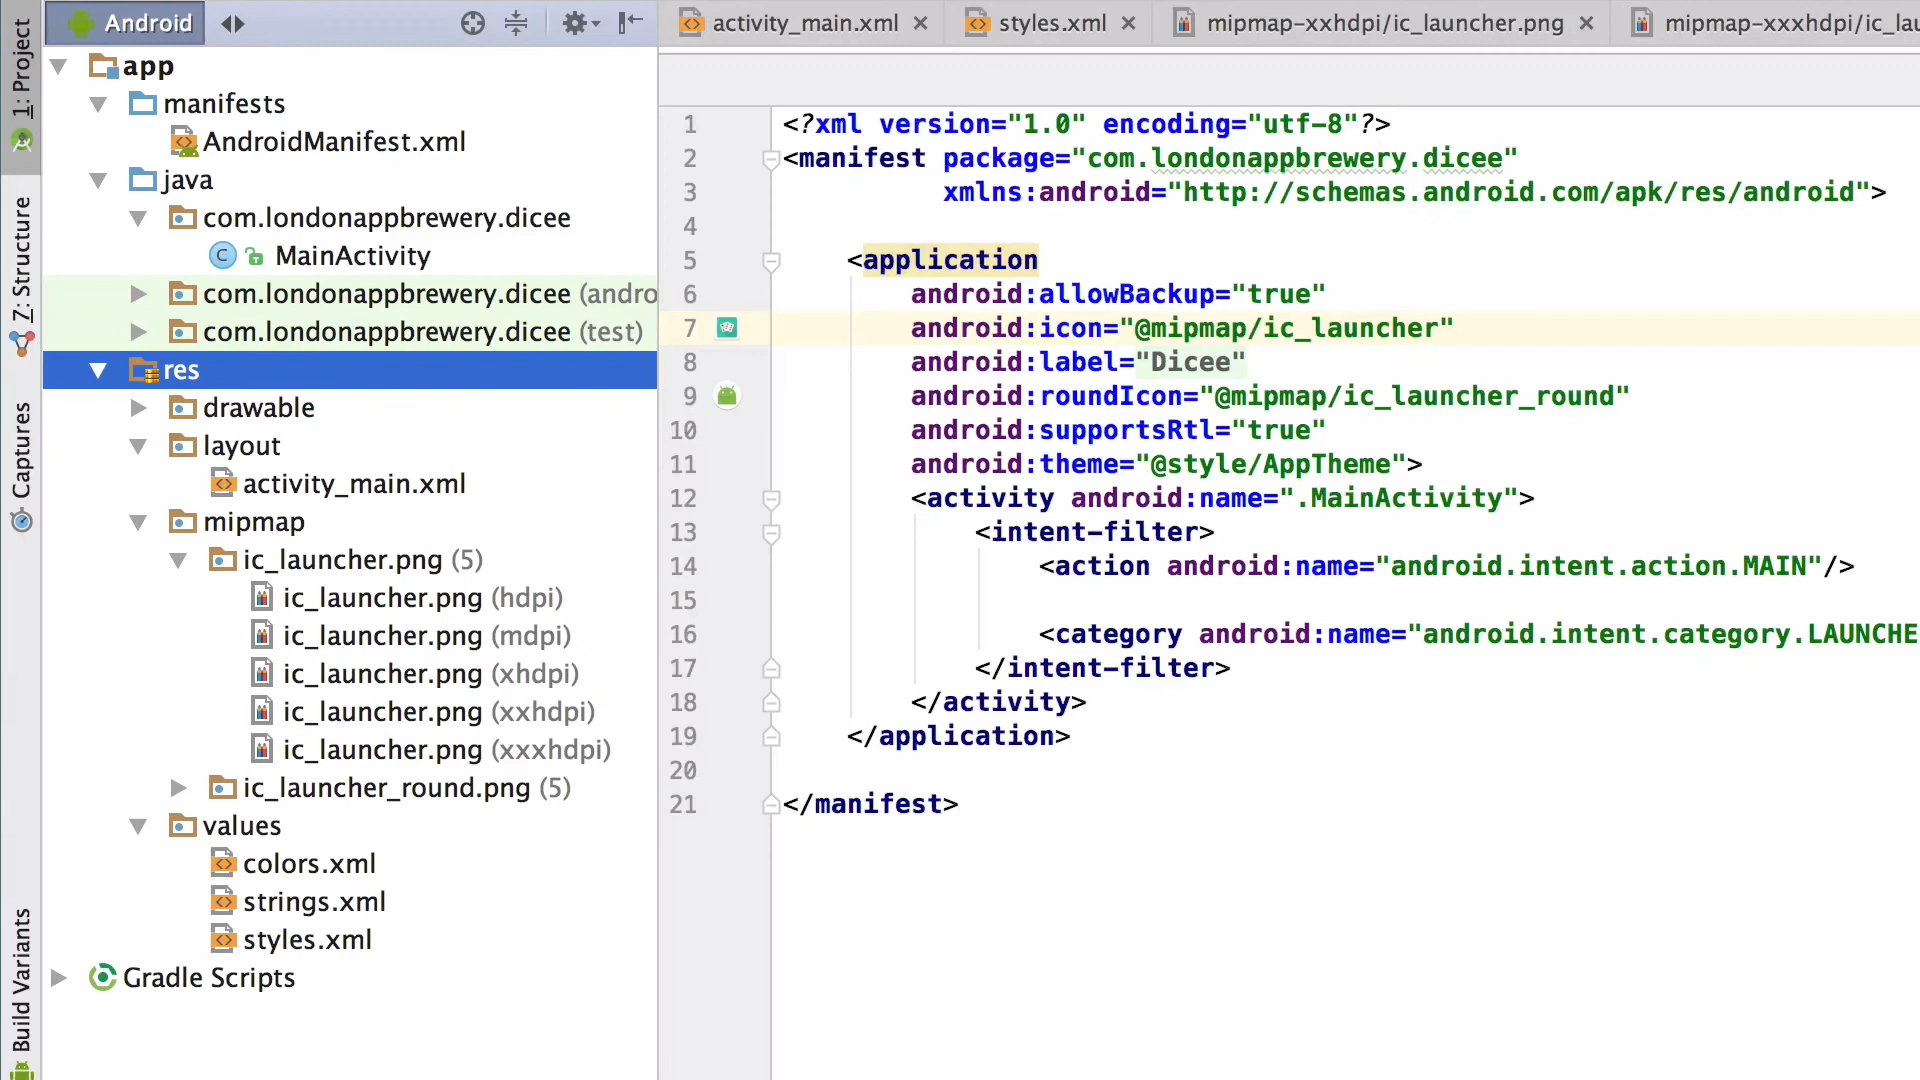 1: Project
Z: Structure
Captures
Build Variants
Android
app
manifests
AndroidManifest.xml
java
com.londonappbrewery.dicee
MainActivity
com.londonappbrewery.dicee (andro
com.londonappbrewery.dicee (test)
res
drawable
layout
activity_main.xml
mipmap
ic_launcher.png (5)
ic_launcher.png (hdpi)
ic_launcher.png (mdpi)
ic_launcher.png (xhdpi)
ic_launcher.png (xxhdpi)
ic_launcher.png (xxxhdpi)
ic_launcher_round.png (5)
values
colors.xml
strings.xml
styles.xml
Gradle Scripts
activity_main.xml
styles.xml
mipmap-xxhdpi/ic_launcher.png
mipmap-xxxhdpi/ic_lau
1 <?xml version="1.0" encoding="utf-8"?>
2 <manifest package="com.londonappbrewery.dicee"
3 xmlns:android="http://schemas.android.com/apk/res/android">
4
5 <application
6 android:allowBackup="true"
7 android:icon="@mipmap/ic_launcher"
8 android:label="Dicee"
9 android:roundIcon="@mipmap/ic_launcher_round"
10 android:supportsRtl="true"
11 android:theme="@style/AppTheme">
12 <activity android:name=".MainActivity">
13 <intent-filter>
14 <action android:name="android.intent.action.MAIN"/>
15
16 <category android:name="android.intent.category.LAUNCHE
17 </intent-filter>
18 </activity>
19 </application>
20
21 </manifest>